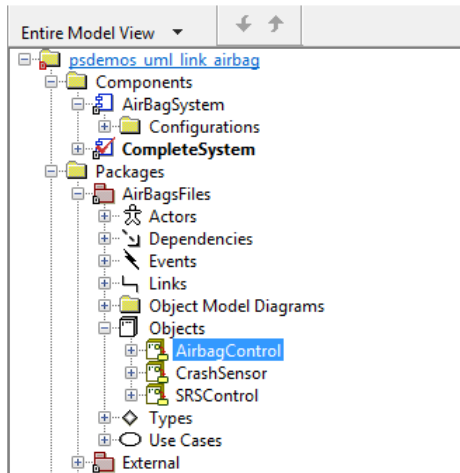 Entire Model View
psdemos_uml_link_airbag
Components
AirBagSystem
Configurations
CompleteSystem
Packages
AirBagsFiles
Actors
Dependencies
Events
Links
Object Model Diagrams
Objects
AirbagControl
CrashSensor
SRSControl
Types
Use Cases
External